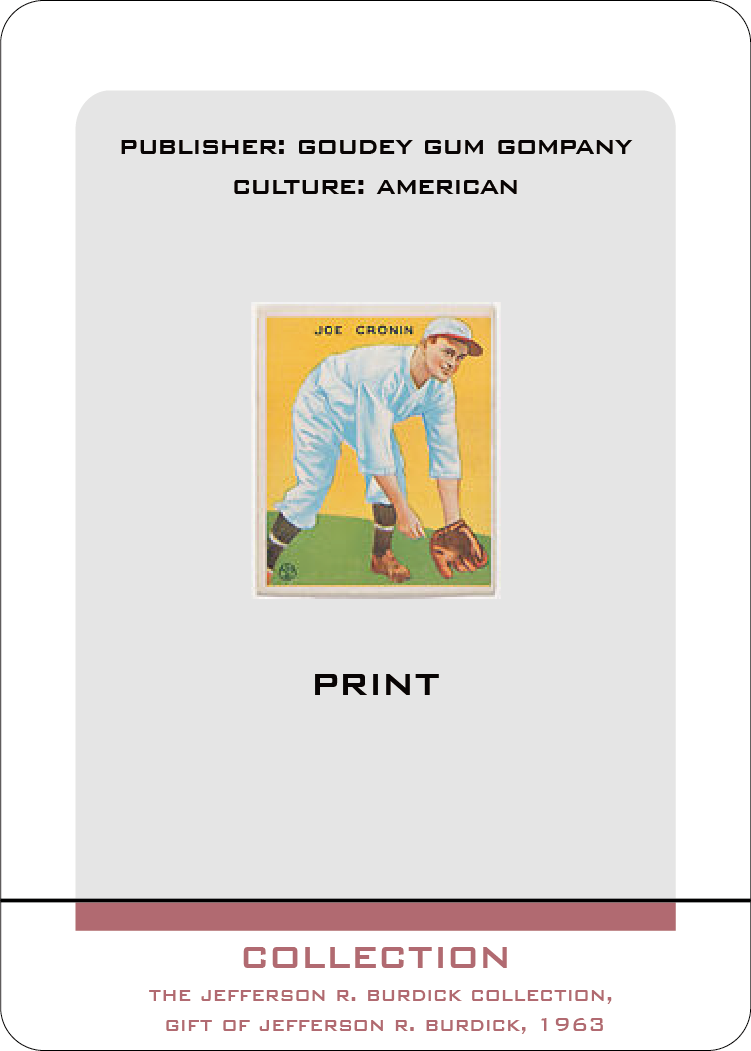 PUBLISHER: GOUDEY GUM GOMPANY
CULTURE: AMERICAN
JOE CRONIN
PRINT
COLLECTION
THE JEFFERSON R. BURDICK COLLECTION,
GIFT OF JEFFERSON R. BURDICK, 1963